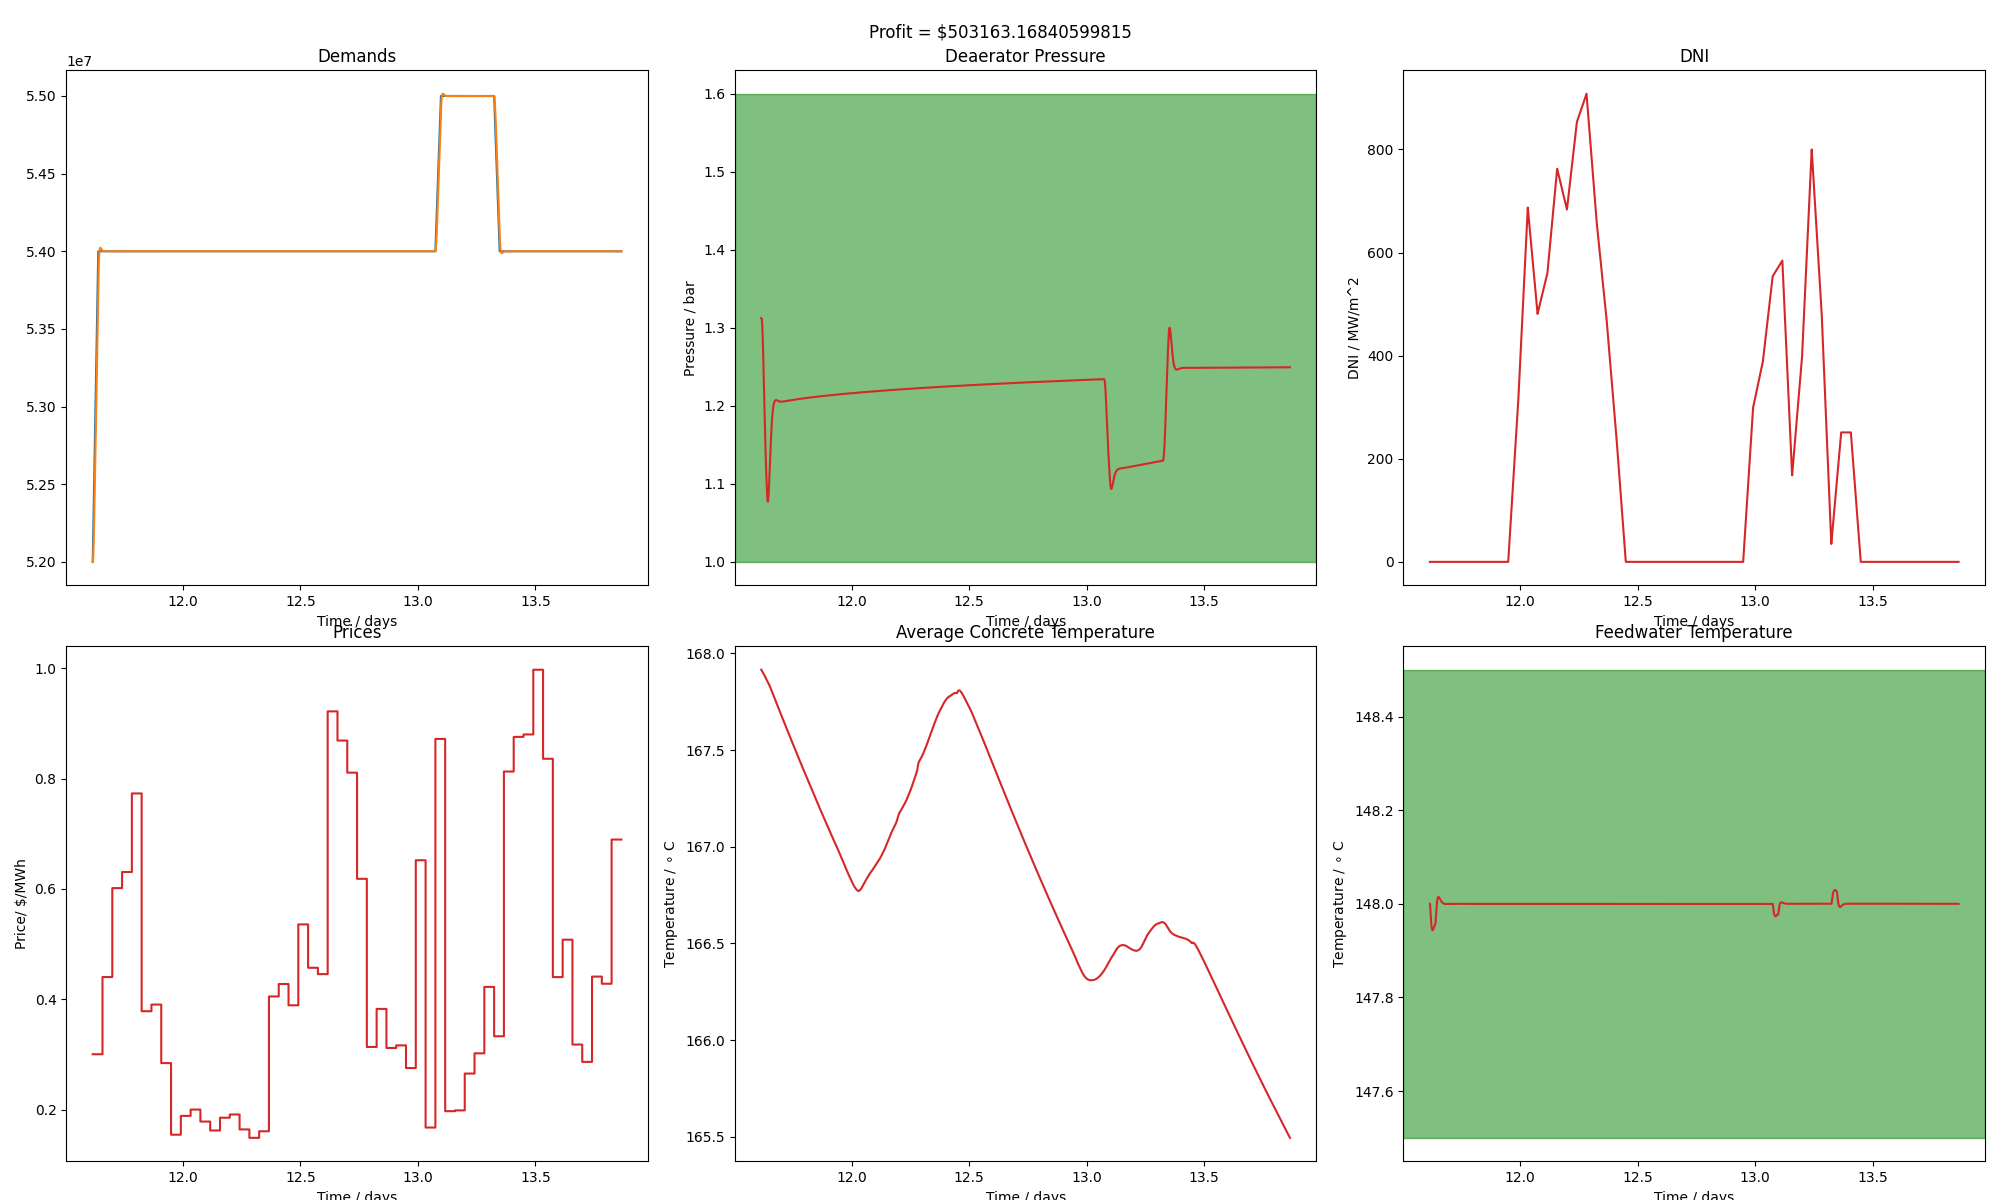 Profit = $503163.16840599815
Demands
1e7
5.50
5.45
5.40
5.35
5.30
5.25
5.20
12.0 12.5 13.0 13.5
Time / days
Deaerator Pressure
Pressure / bar
1.6
1.5
1.4
1.3
1.2
1.1
1.0
12.0 12.5 13.0 13.5
Time / days
DNI
DNI / MW/m^2
800
600
400
200
0
12.0 12.5 13.0 13.5
Time / days
Prices
Price/ $/MWh
1.0
0.8
0.6
0.4
0.2
12.0 12.5 13.0 13.5
Time / days
Average Concrete Temperature
Temperature / ∘ C
168.0
167.5
167.0
166.5
166.0
165.5
12.0 12.5 13.0 13.5
Time / days
Feedwater Temperature
Temperature / ∘ C
148.4
148.2
148.0
147.8
147.6
12.0 12.5 13.0 13.5
Time / days